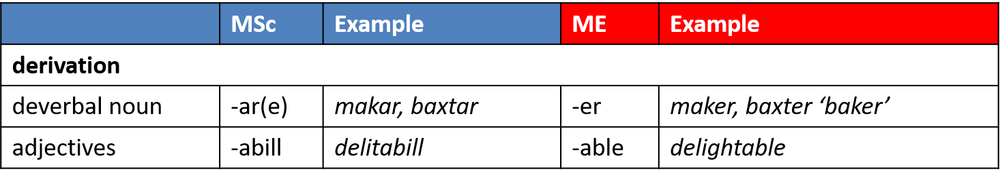 MSc Example ME Example
derivation
deverbal noun -ar(e) makar, baxtar -er maker, baxter ‘baker’
adjectives -abill delitabill -able delightable